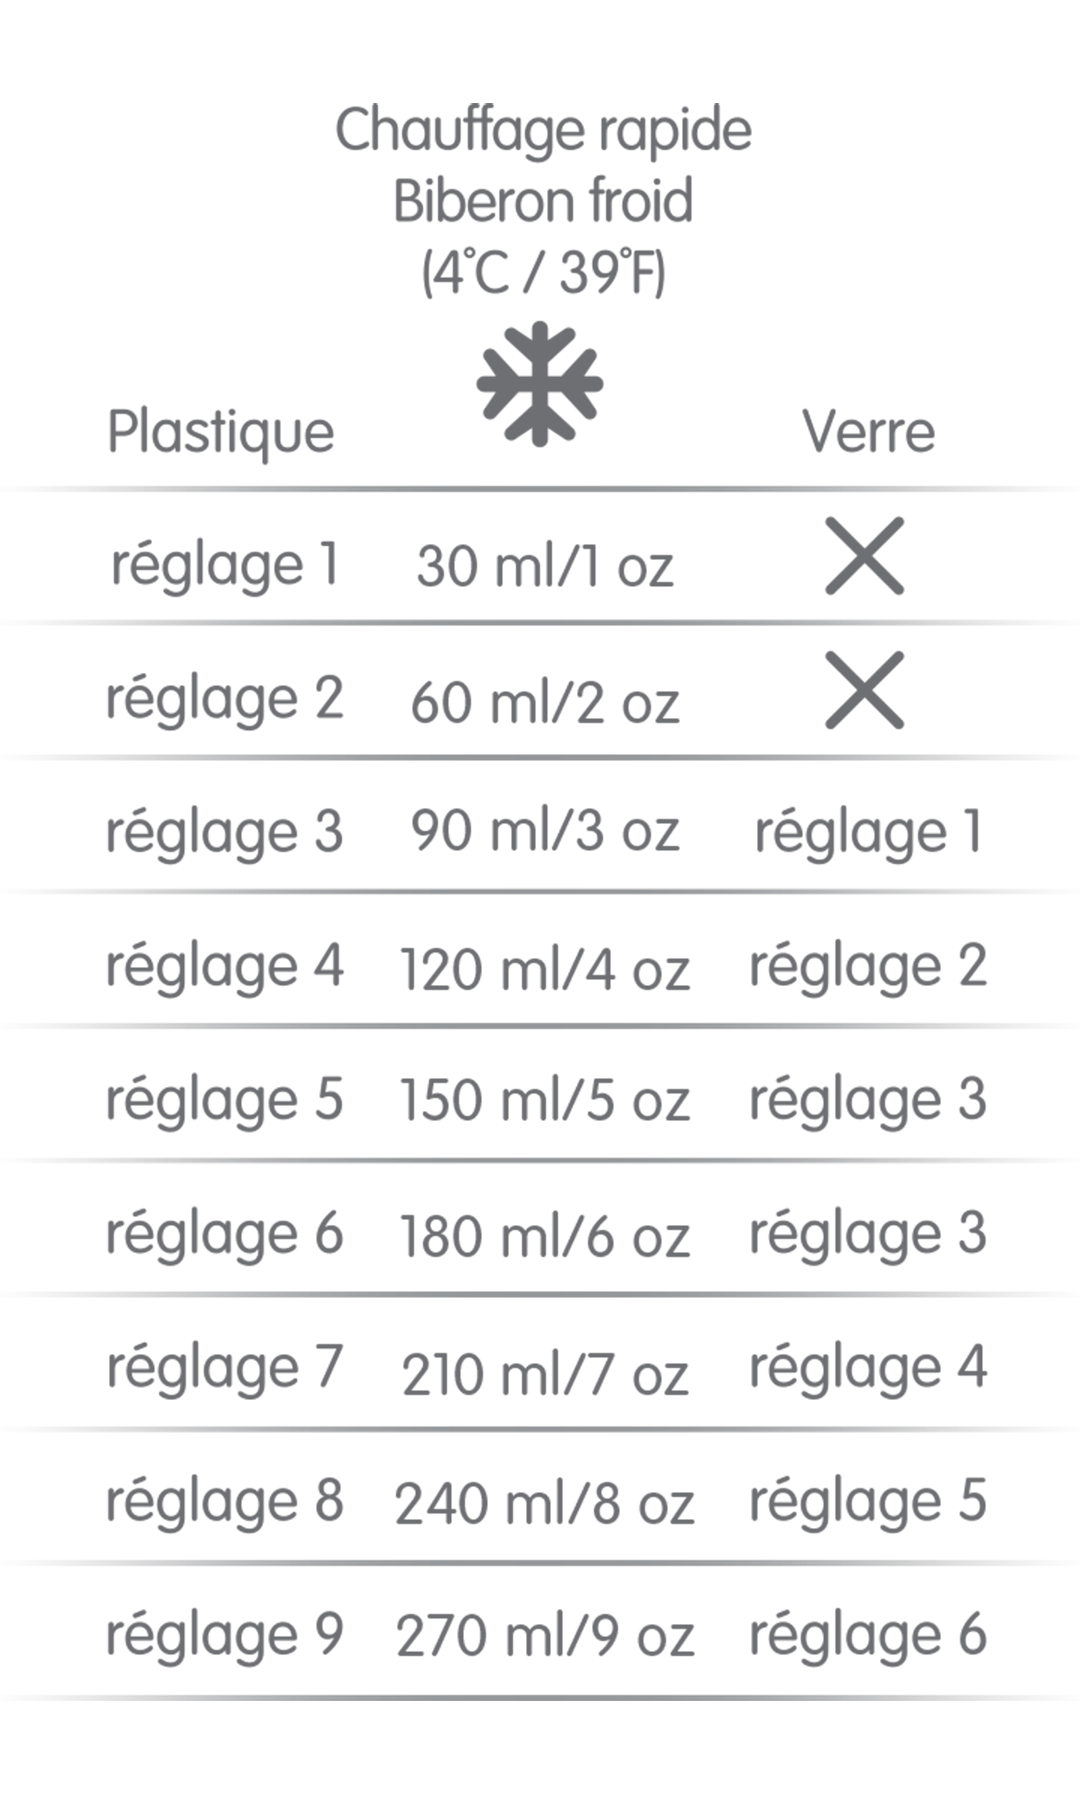 Chauffage rapide
Biberon froid
(4°C / 39°F)
Plastique Verre
réglage 1 30 ml/1 oz
réglage 2 60 ml/2 oz
réglage 3 90 ml/3 oz réglage 1
réglage 4 120 ml/4 oz réglage 2
réglage 5 150 ml/5 oz réglage 3
réglage 6 180 ml/6 oz réglage 3
réglage 7 210 ml/7 oz réglage 4
réglage 8 240 ml/8 oz réglage 5
réglage 9 270 ml/9 oz réglage 6